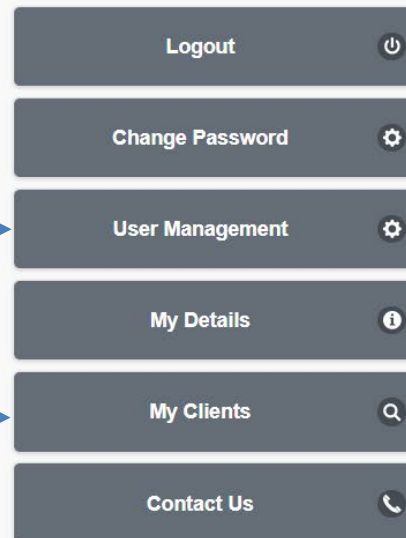 Logout
Change Password
User Management
My Details
My Clients
Contact Us